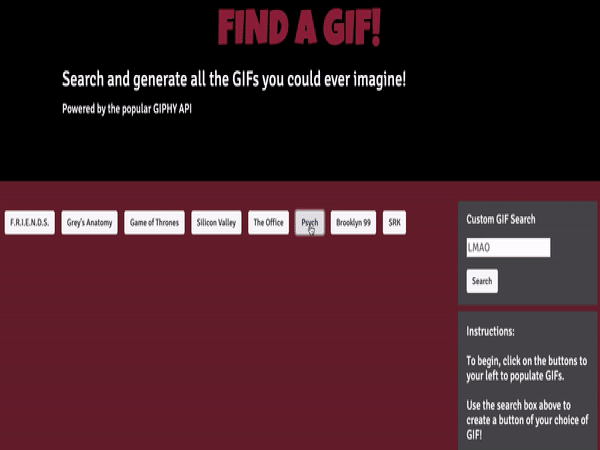 FIND A GIF!
Search and generate all the GIFs you could ever imagine!
Powered by the popular GIPHY API
F.R.I.E.N.D.S. Grey's Anatomy Game of Thrones Silicon Valley The Office Psych Brooklyn 99 SRK
Custom GIF Search
LMAO
Search
Instructions:
To begin, click on the buttons to
your left to populate GIFs.
Use the search box above to
create a button of your choice of
GIF!